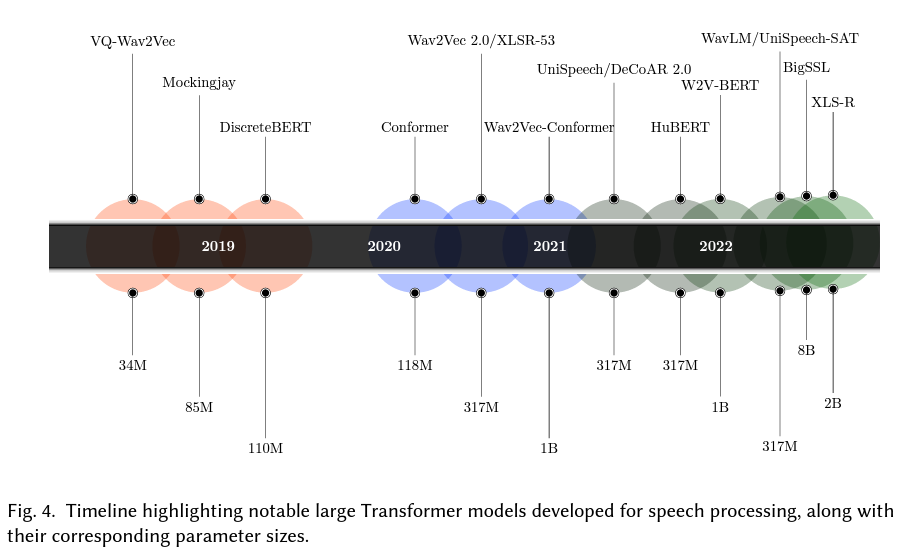 WavLM/UniSpeech-SAT
VQ-Wav2Vec
Wav2Vec 2.0/XLSR-53
UniSpeech/DeCoAR 2.0
BigSSL
Mockingjay
W2V-BERT
XLS-R
DiscreteBERT
Conformer
Wav2Vec-Conformer
HuBERT
2019
2020
2021
2022
8B
34M
118M
317M
317M
2B
85M
317M
1B
317M
110M
1B
Fig. 4. Timeline highlighting notable large Transformer models developed for speech processing, along with
their corresponding parameter sizes.